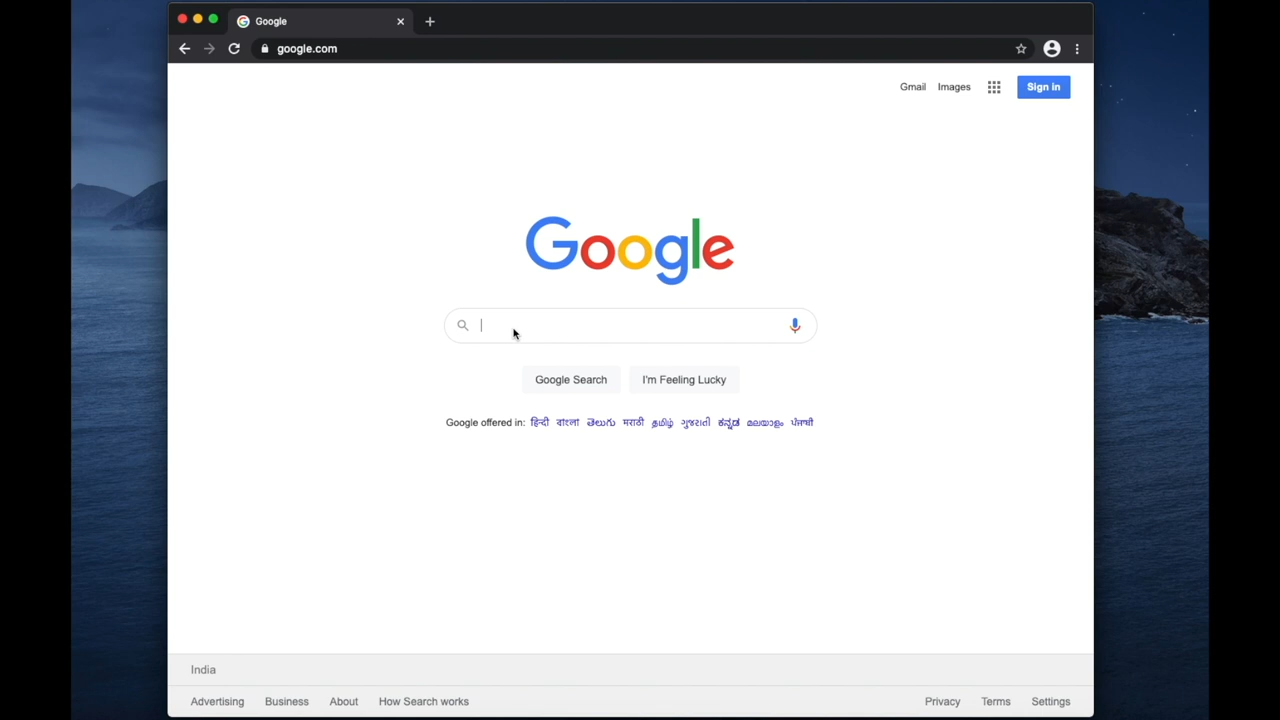 Google
google.com
Gmail Images Sign in
Google
Google Search I'm Feeling Lucky
Google offered in: हिन्दी বাংলা తెలుగు मराठी தமிழ் ગુજરાતી ಕನ್ನಡ മലയാളം ਪੰਜਾਬੀ
India
Advertising Business About How Search works Privacy Terms Settings